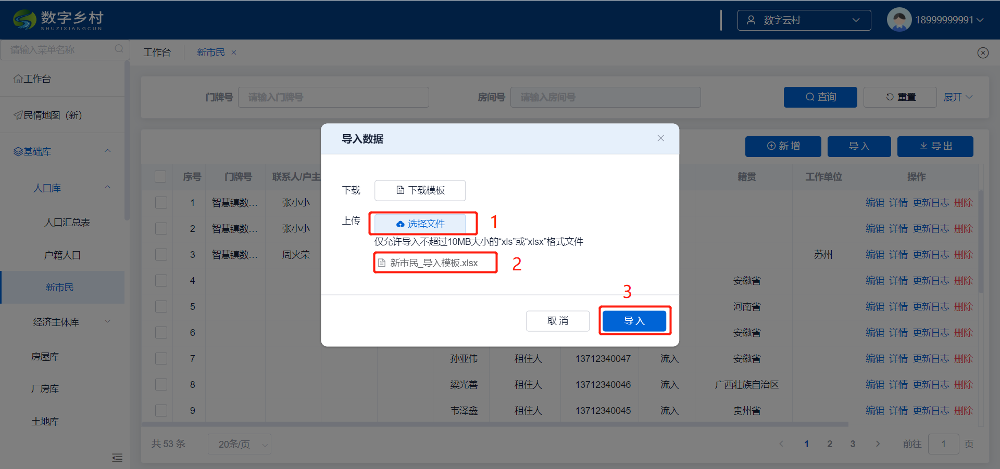 数字乡村
SHUZIXIANGCUN
数字云村
18999999991
请输入菜单名称
工作台
新市民
工作台
民情地图（新）
基础库
人口库
人口汇总表
户籍人口
新市民
经济主体库
房屋库
厂房库
土地库
门牌号 请输入门牌号 房间号 请输入房间号 查询 重置 展开
新增 导入 导出
序号 门牌号 联系人/户主 籍贯 工作单位 操作
1 智慧镇数... 张小小 编辑 详情 更新日志 删除
2 智慧镇数... 张小小 编辑 详情 更新日志 删除
3 智慧镇数... 周火荣 苏州 编辑 详情 更新日志 删除
4 安徽省 编辑 详情 更新日志 删除
5 河南省 编辑 详情 更新日志 删除
6 安徽省 编辑 详情 更新日志 删除
7 孙亚伟 租住人 13712340047 流入 安徽省 编辑 详情 更新日志 删除
8 梁光善 租住人 13712340046 流入 广西壮族自治区 编辑 详情 更新日志 删除
9 韦泽鑫 租住人 13712340045 流入 贵州省 编辑 详情 更新日志 删除
共 53 条 20条/页 1 2 3 前往 1 页
导入数据
下载 下载模板
上传 选择文件 1
仅允许导入不超过10MB大小的“xls”或“xlsx”格式文件
新市民_导入模板.xlsx 2
3
取消 导入